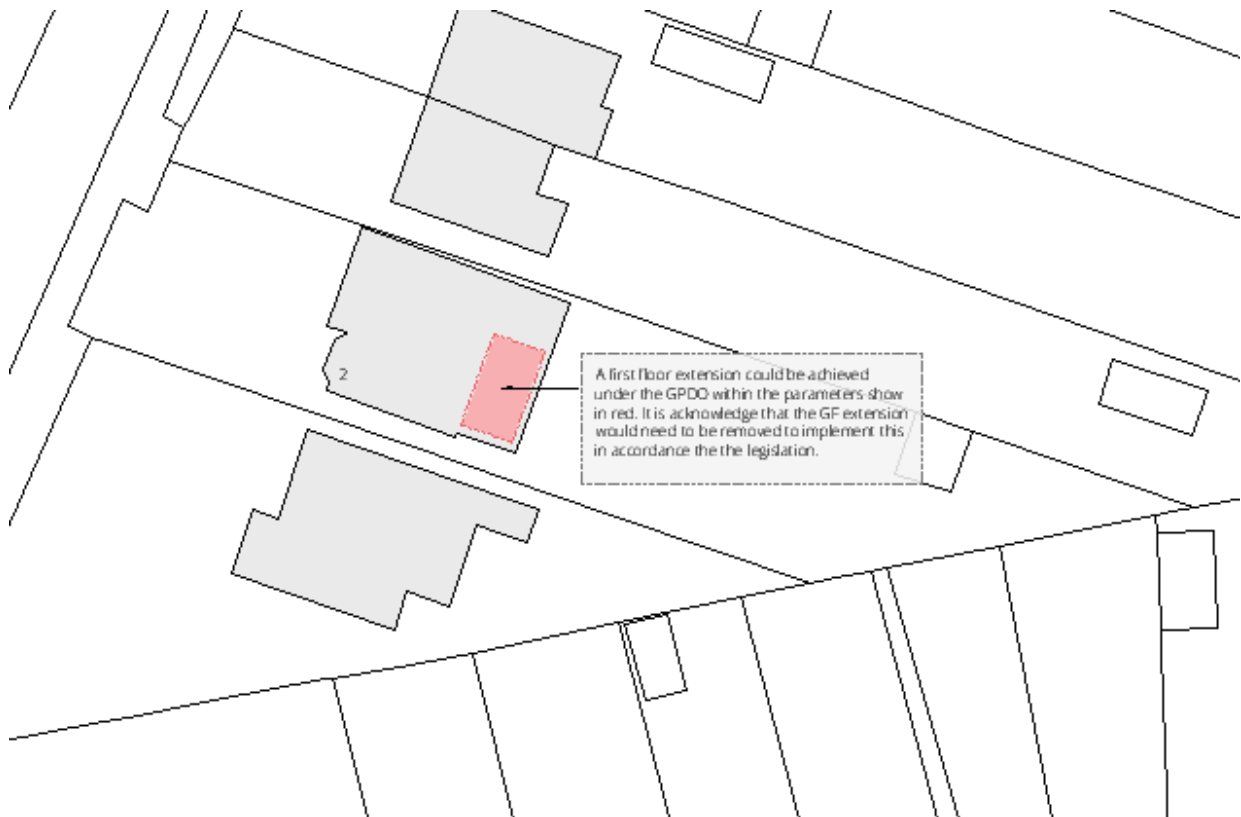 2
A first floor extension could be achieved
under the GPDO within the parameters show
in red. It is acknowledge that the GF extension
would need to be removed to implement this
in accordance the the legislation.